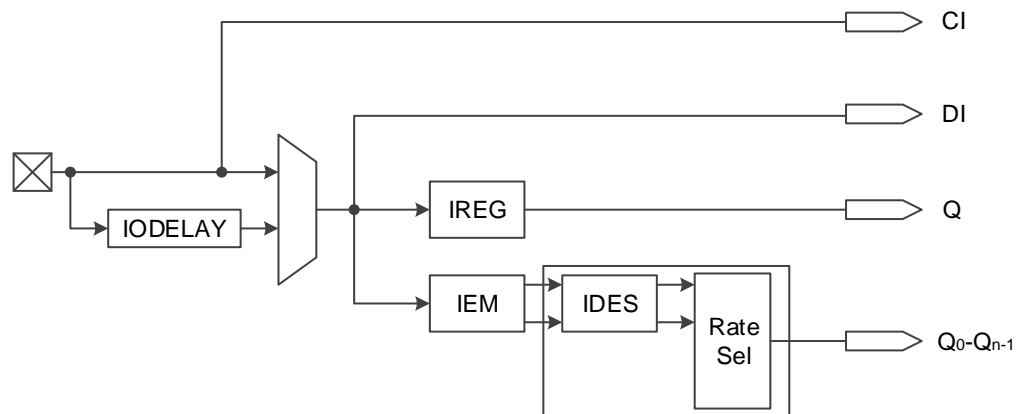 CI
DI
IREG
Q
IODELAY
IEM
IDES
Rate
Sel
Q0-Qn-1